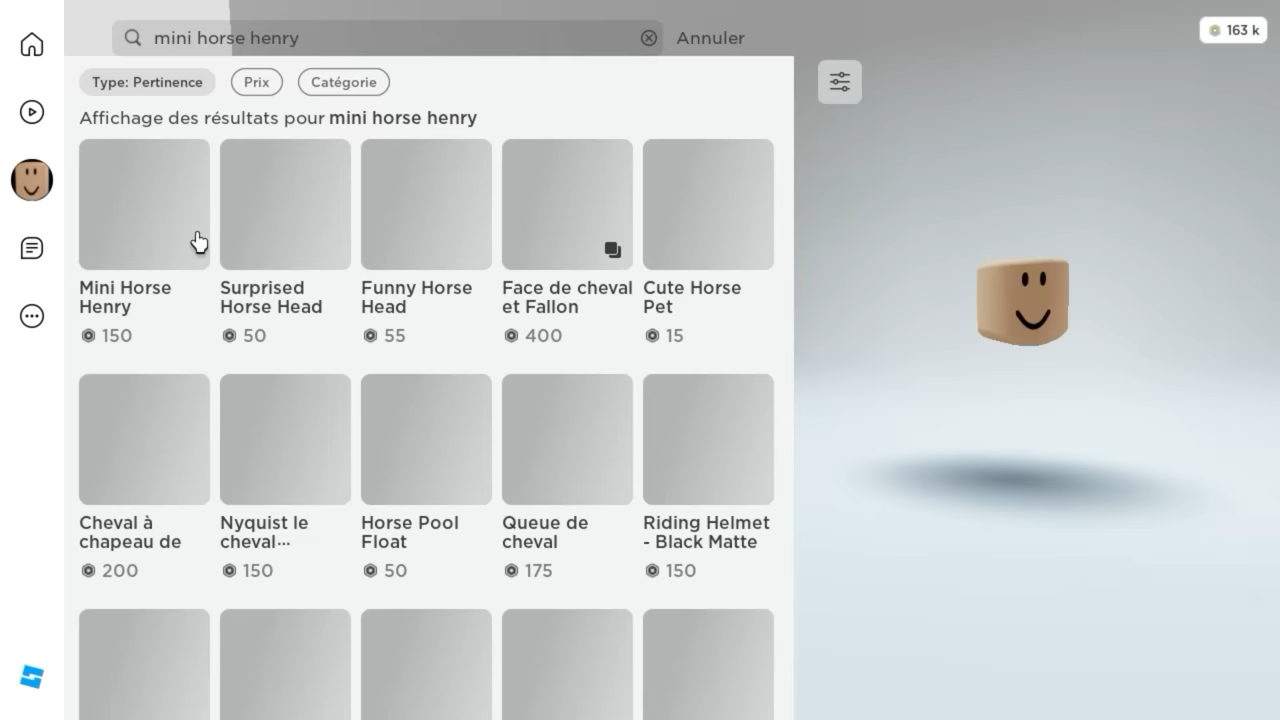 mini horse henry
Annuler
163 k
Type: Pertinence
Prix
Catégorie
Affichage des résultats pour mini horse henry
Mini Horse
Henry
150
Surprised
Horse Head
50
Funny Horse
Head
55
Face de cheval
et Fallon
400
Cute Horse
Pet
15
Cheval à
chapeau de
200
Nyquist le
cheval...
150
Horse Pool
Float
50
Queue de
cheval
175
Riding Helmet
- Black Matte
150